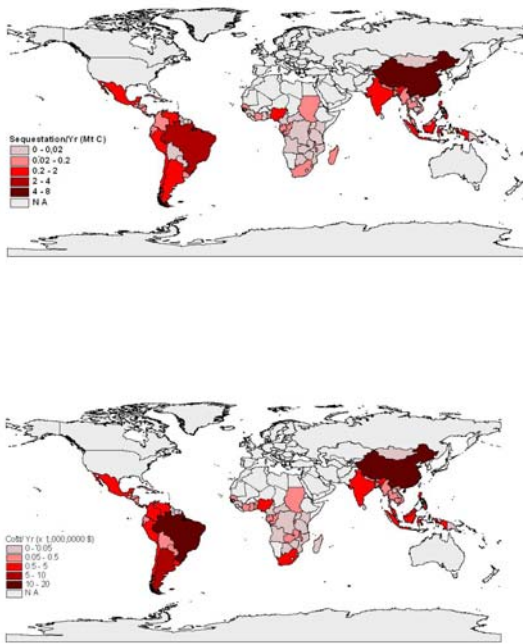 Sequestation/Yr (Mt C)
0 - 0,02
0.02 - 0.2
0.2 - 2
2 - 4
4 - 8
N A
Cost/ Yr (x 1,000,0000 $)
0 - 0.05
0.05 - 0.5
0.5 - 5
5 - 10
10 - 20
N A